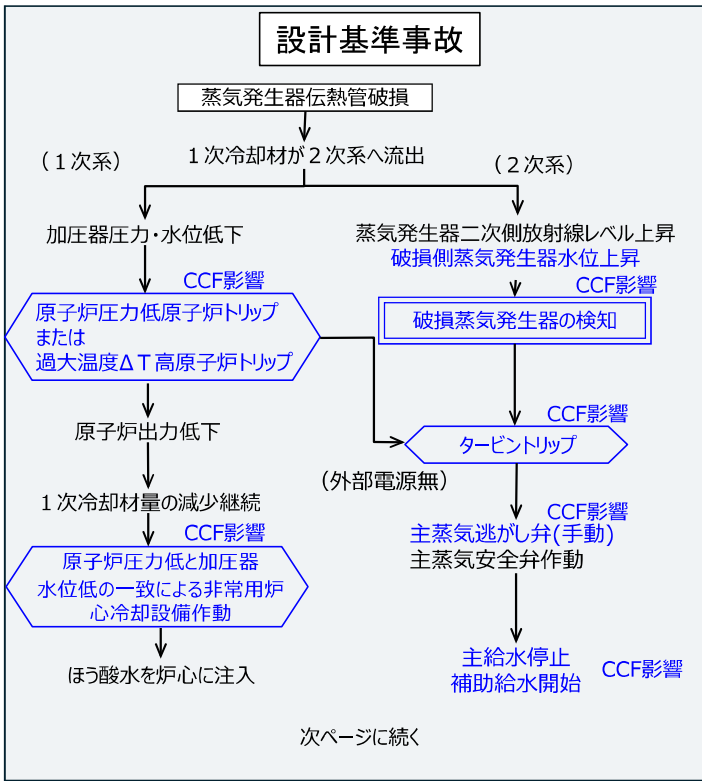 設計基準事故
蒸気発生器伝熱管破損
１次冷却材が２次系へ流出
（１次系）
（２次系）
加圧器圧力・水位低下
CCF影響
原子炉圧力低原子炉トリップ
または
過大温度ΔＴ高原子炉トリップ
原子炉出力低下
１次冷却材量の減少継続
CCF影響
原子炉圧力低と加圧器
水位低の一致による非常用炉
心冷却設備作動
ほう酸水を炉心に注入
蒸気発生器二次側放射線レベル上昇
破損側蒸気発生器水位上昇
CCF影響
破損蒸気発生器の検知
CCF影響
タービントリップ
（外部電源無）
CCF影響
主蒸気逃がし弁(手動)
主蒸気安全弁作動
主給水停止
補助給水開始
CCF影響
次ページに続く